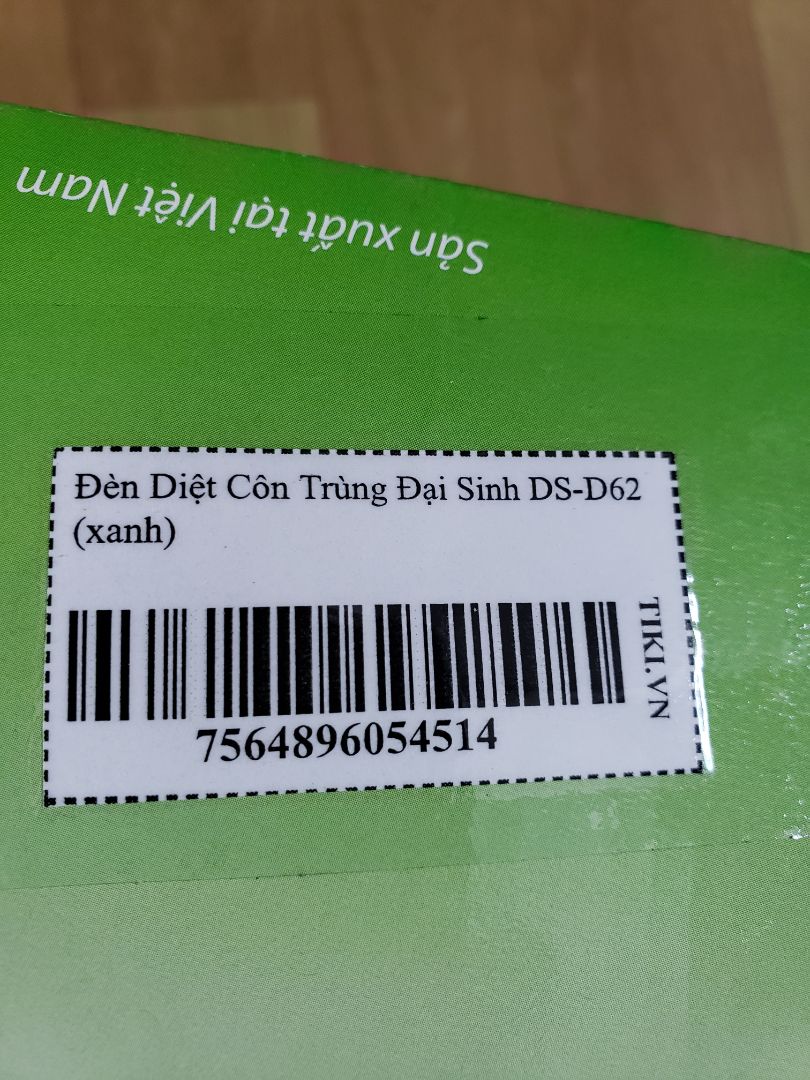 Sản xuất tại Việt Nam
Đèn Diệt Côn Trùng Đại Sinh DS-D62
(xanh)
TIKI.VN
7564896054514